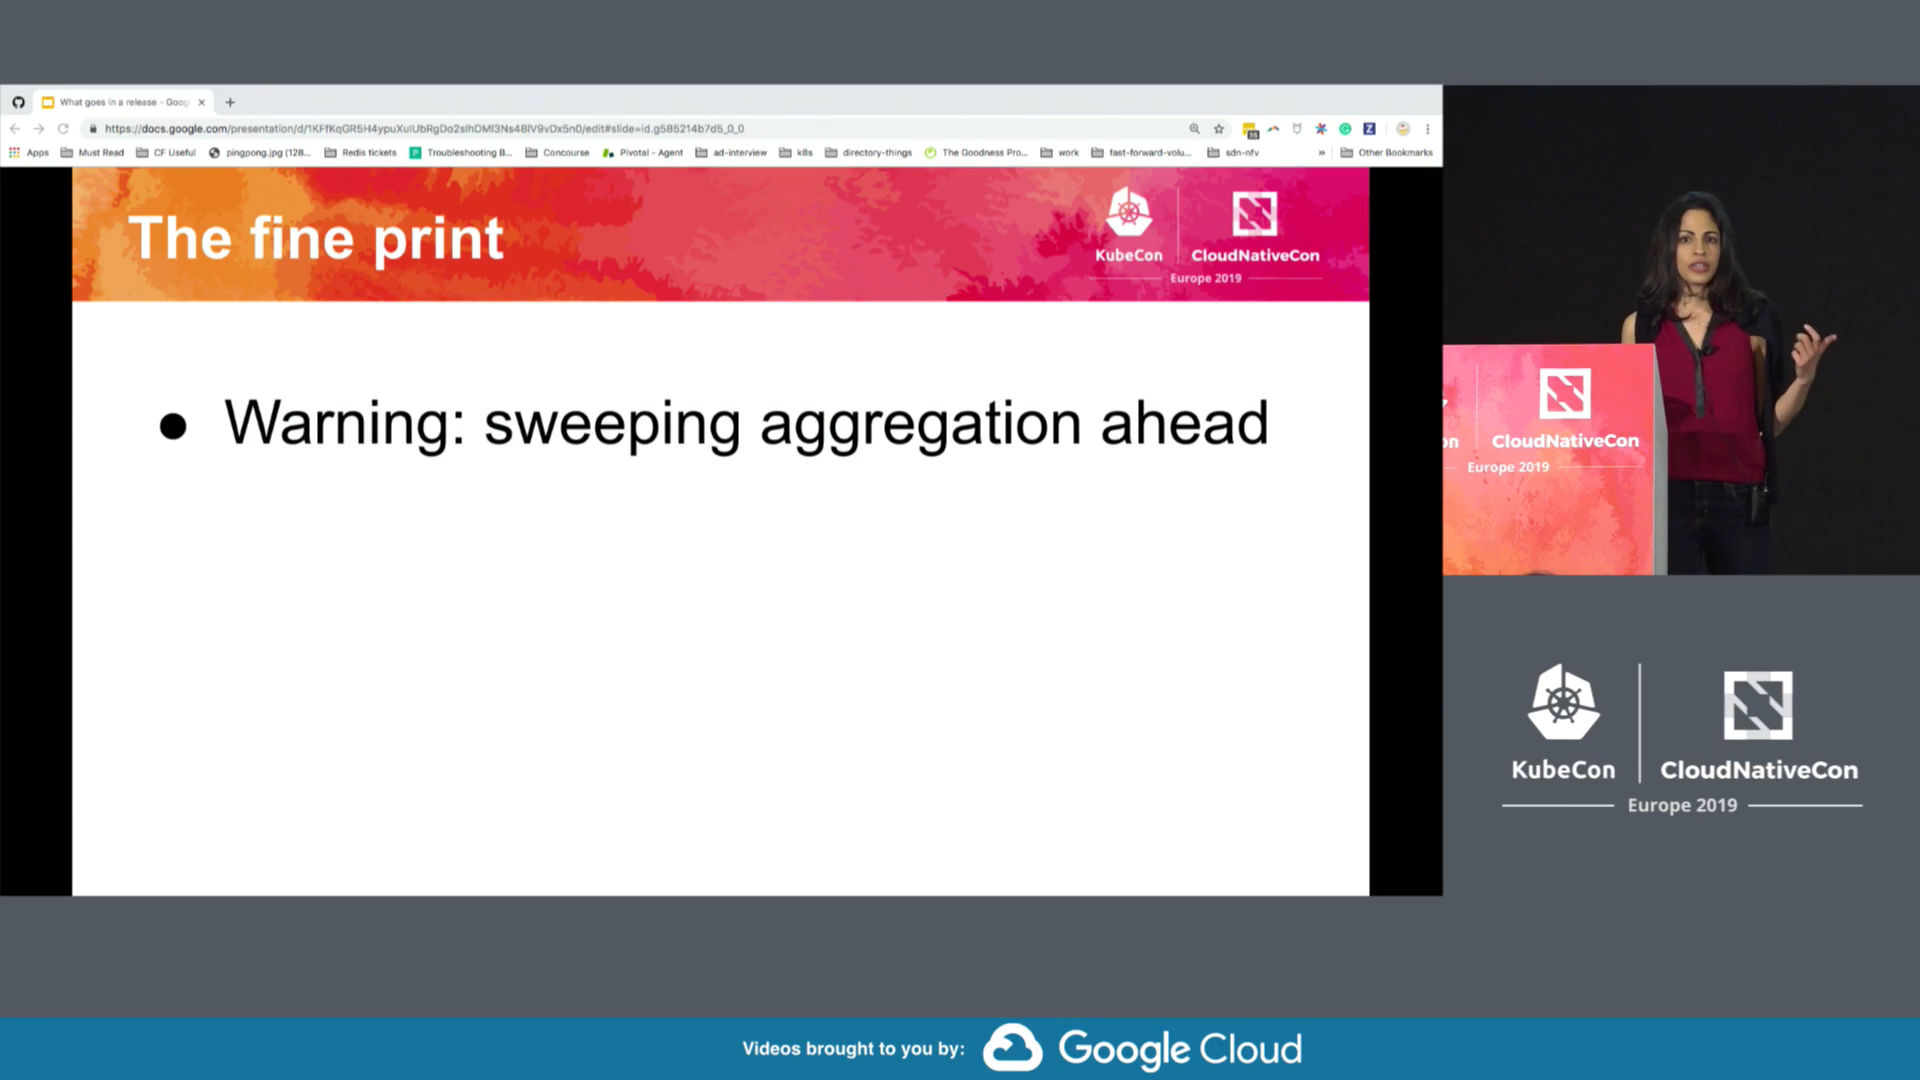 What goes in a release - Goog
https://docs.google.com/presentation/d/1KFfKqGR5H4ypuXulUbRgDo2slhDMl3Ns48lV9vDx5n0/edit#slide=id.g585214b7d5_0_0
Apps Must Read CF Useful pingpong.jpg (128... Redis tickets Troubleshooting B... Concourse Pivotal - Agent ad-interview k8s directory-things The Goodness Pro... work fast-forward-volu... sdn-nfv » Other Bookmarks
The fine print
KubeCon CloudNativeCon
Europe 2019
● Warning: sweeping aggregation ahead
on CloudNativeCon
Europe 2019
KubeCon CloudNativeCon
Europe 2019
Videos brought to you by: Google Cloud